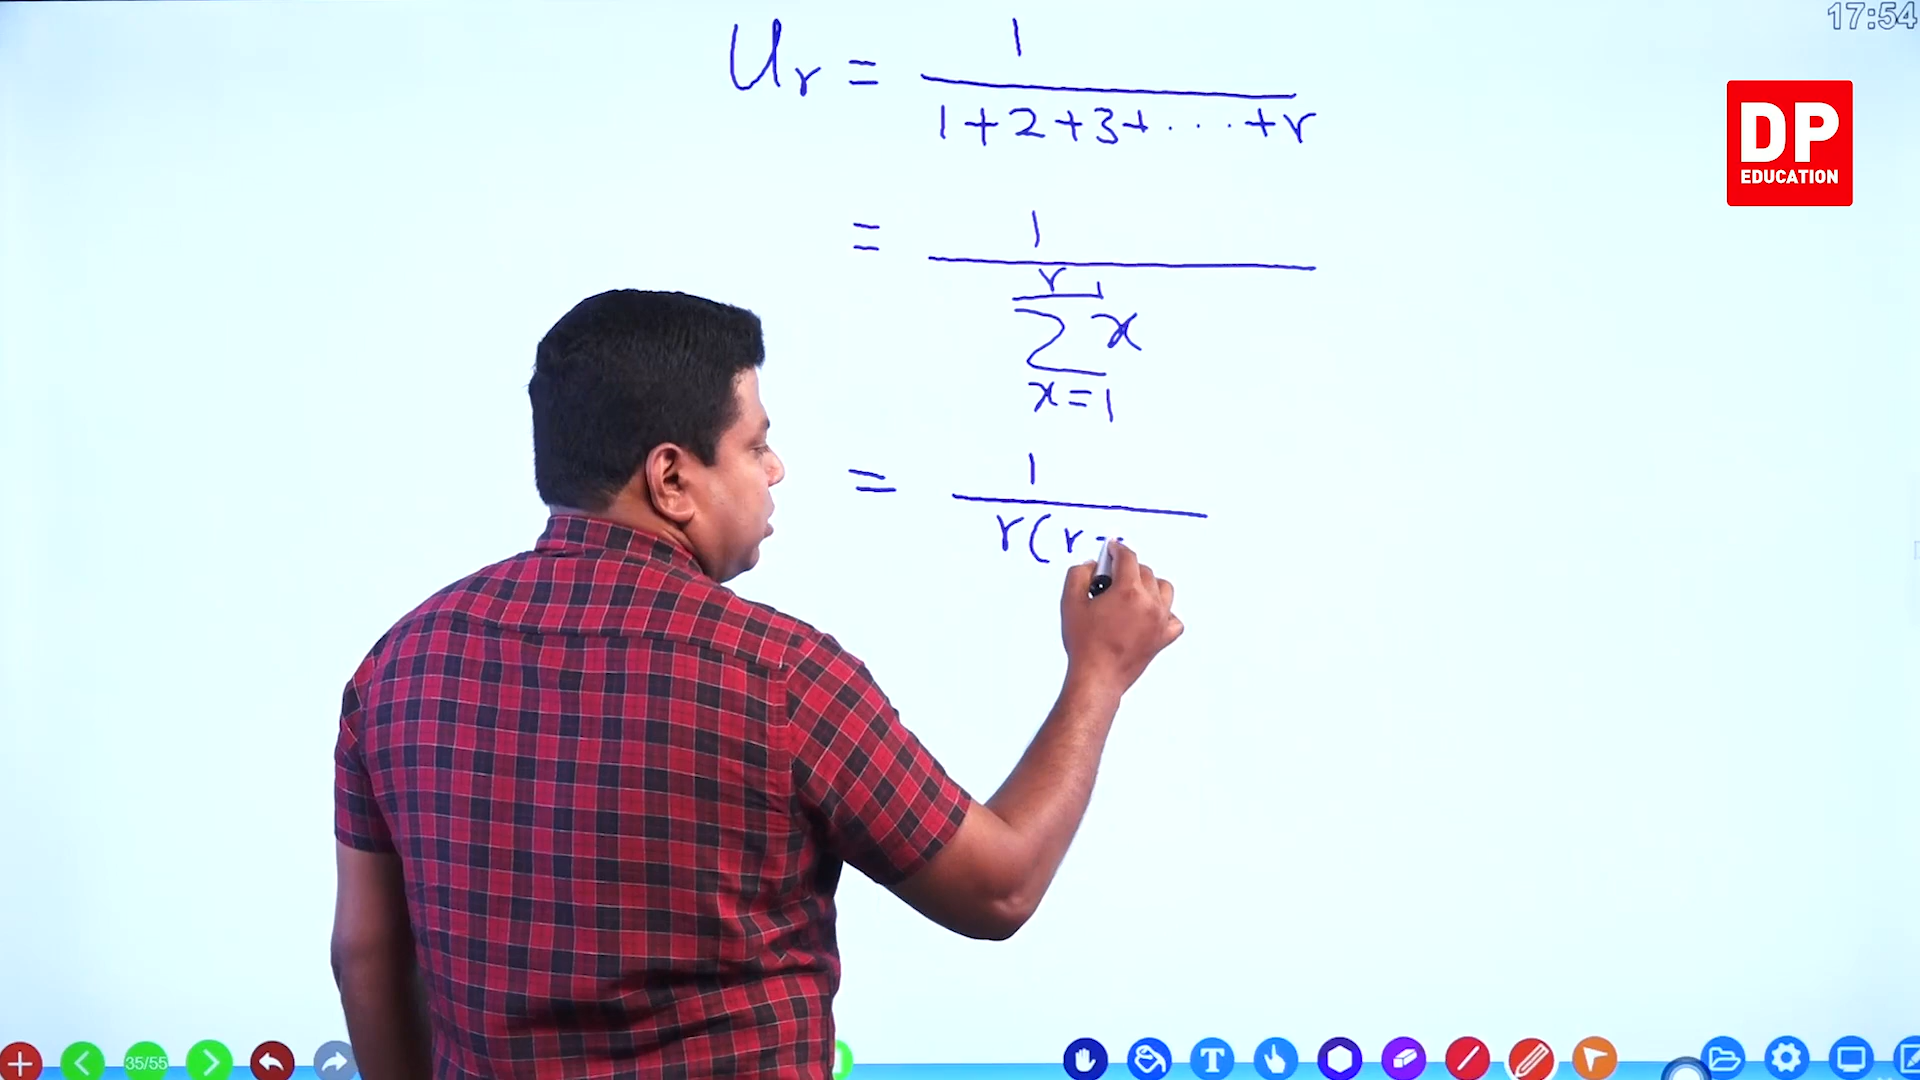 17:54
Ur = 1 / 1+2+3+...+r
DP
EDUCATION
= 1 / r Σ x x=1
= 1 / r(r
35/55
T